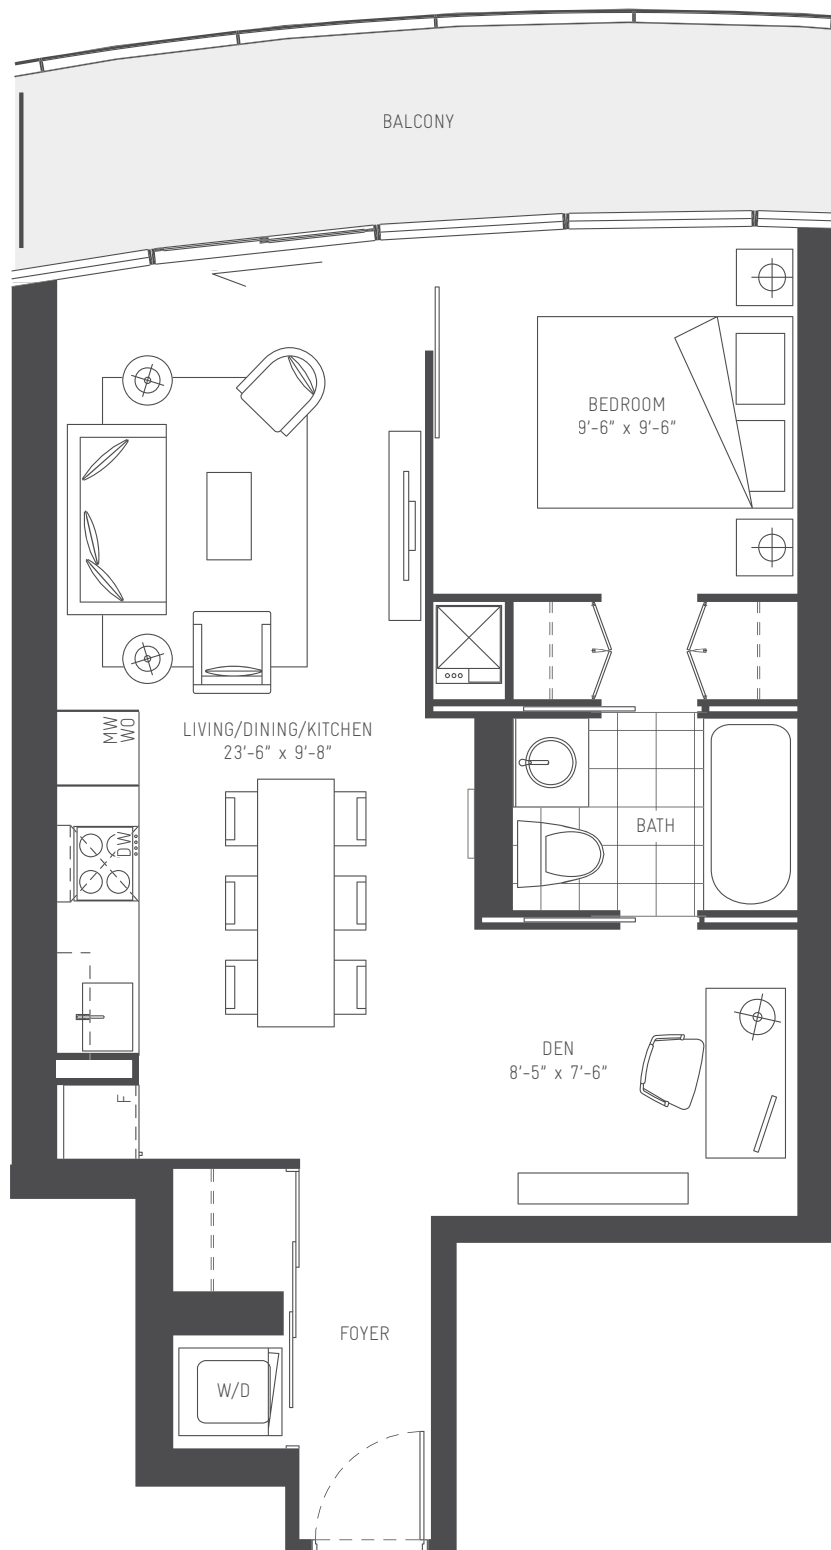 BALCONY
BEDROOM
9'-6" x 9'-6"
LIVING/DINING/KITCHEN
23'-6" x 9'-8"
MW
WO
DW
BATH
DEN
8'-5" x 7'-6"
F
FOYER
W/D